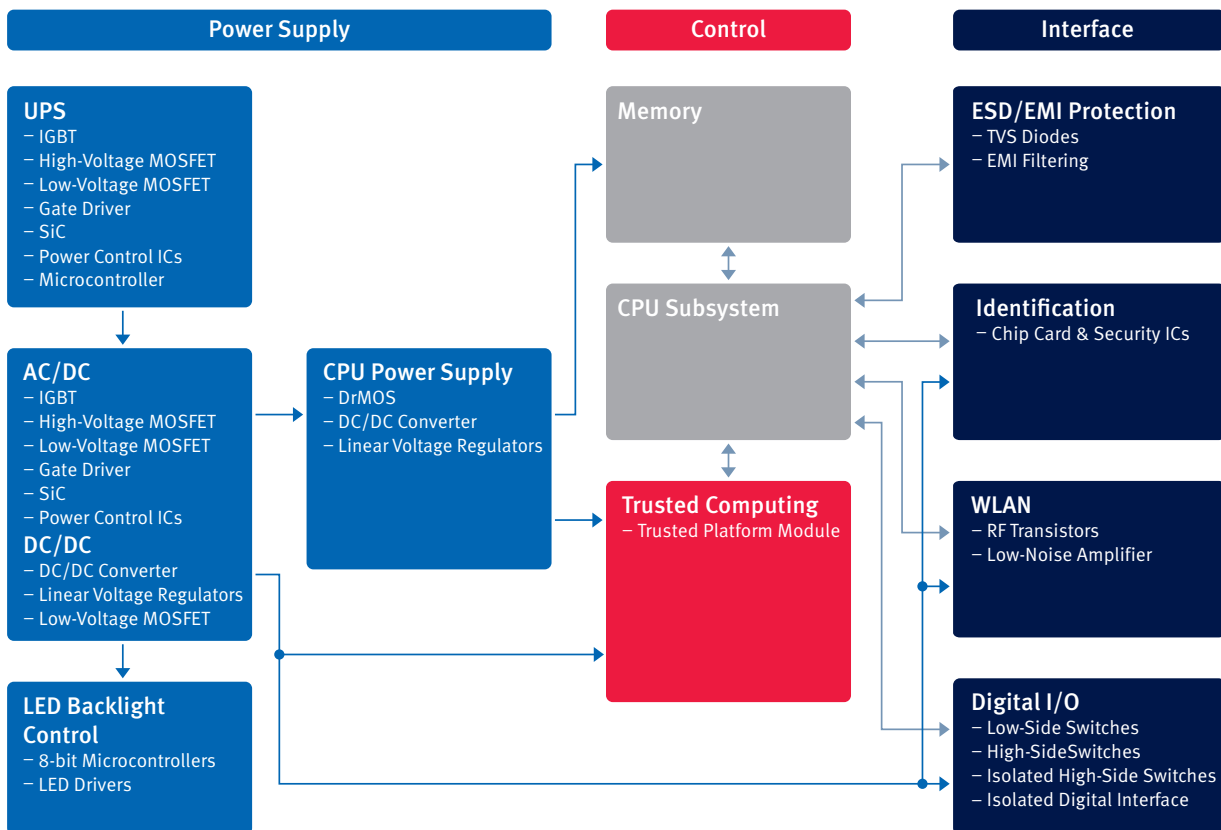 Power Supply
Control
Interface
UPS
– IGBT
– High-Voltage MOSFET
– Low-Voltage MOSFET
– Gate Driver
– SiC
– Power Control ICs
– Microcontroller
AC/DC
– IGBT
– High-Voltage MOSFET
– Low-Voltage MOSFET
– Gate Driver
– SiC
– Power Control ICs
DC/DC
– DC/DC Converter
– Linear Voltage Regulators
– Low-Voltage MOSFET
LED Backlight
Control
– 8-bit Microcontrollers
– LED Drivers
CPU Power Supply
– DrMOS
– DC/DC Converter
– Linear Voltage Regulators
Memory
CPU Subsystem
Trusted Computing
– Trusted Platform Module
ESD/EMI Protection
– TVS Diodes
– EMI Filtering
Identification
– Chip Card & Security ICs
WLAN
– RF Transistors
– Low-Noise Amplifier
Digital I/O
– Low-Side Switches
– High-SideSwitches
– Isolated High-Side Switches
– Isolated Digital Interface